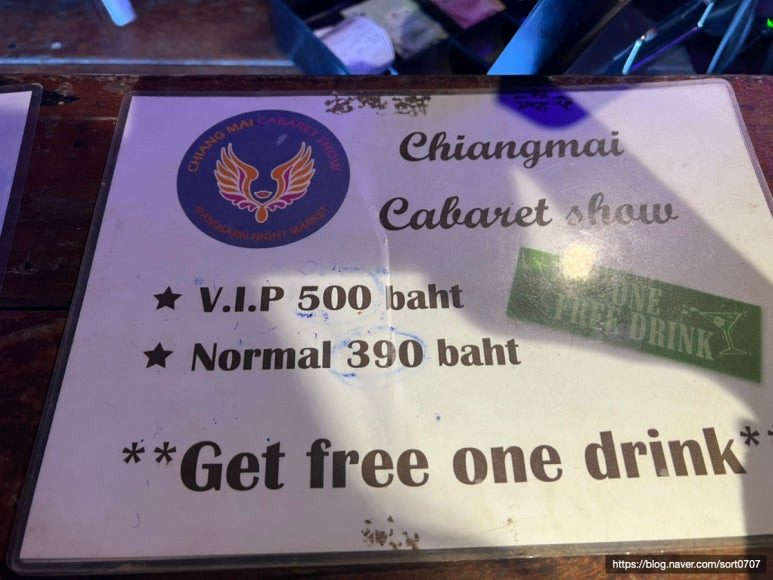 CHIANG MAI CABARET SHOW
@ANUSARN NIGHT MARKET
Chiangmai
Cabaret show
V.I.P 500 baht
Normal 390 baht
ONE
FREE DRINK
**Get free one drink*
https://blog.naver.com/sort0707